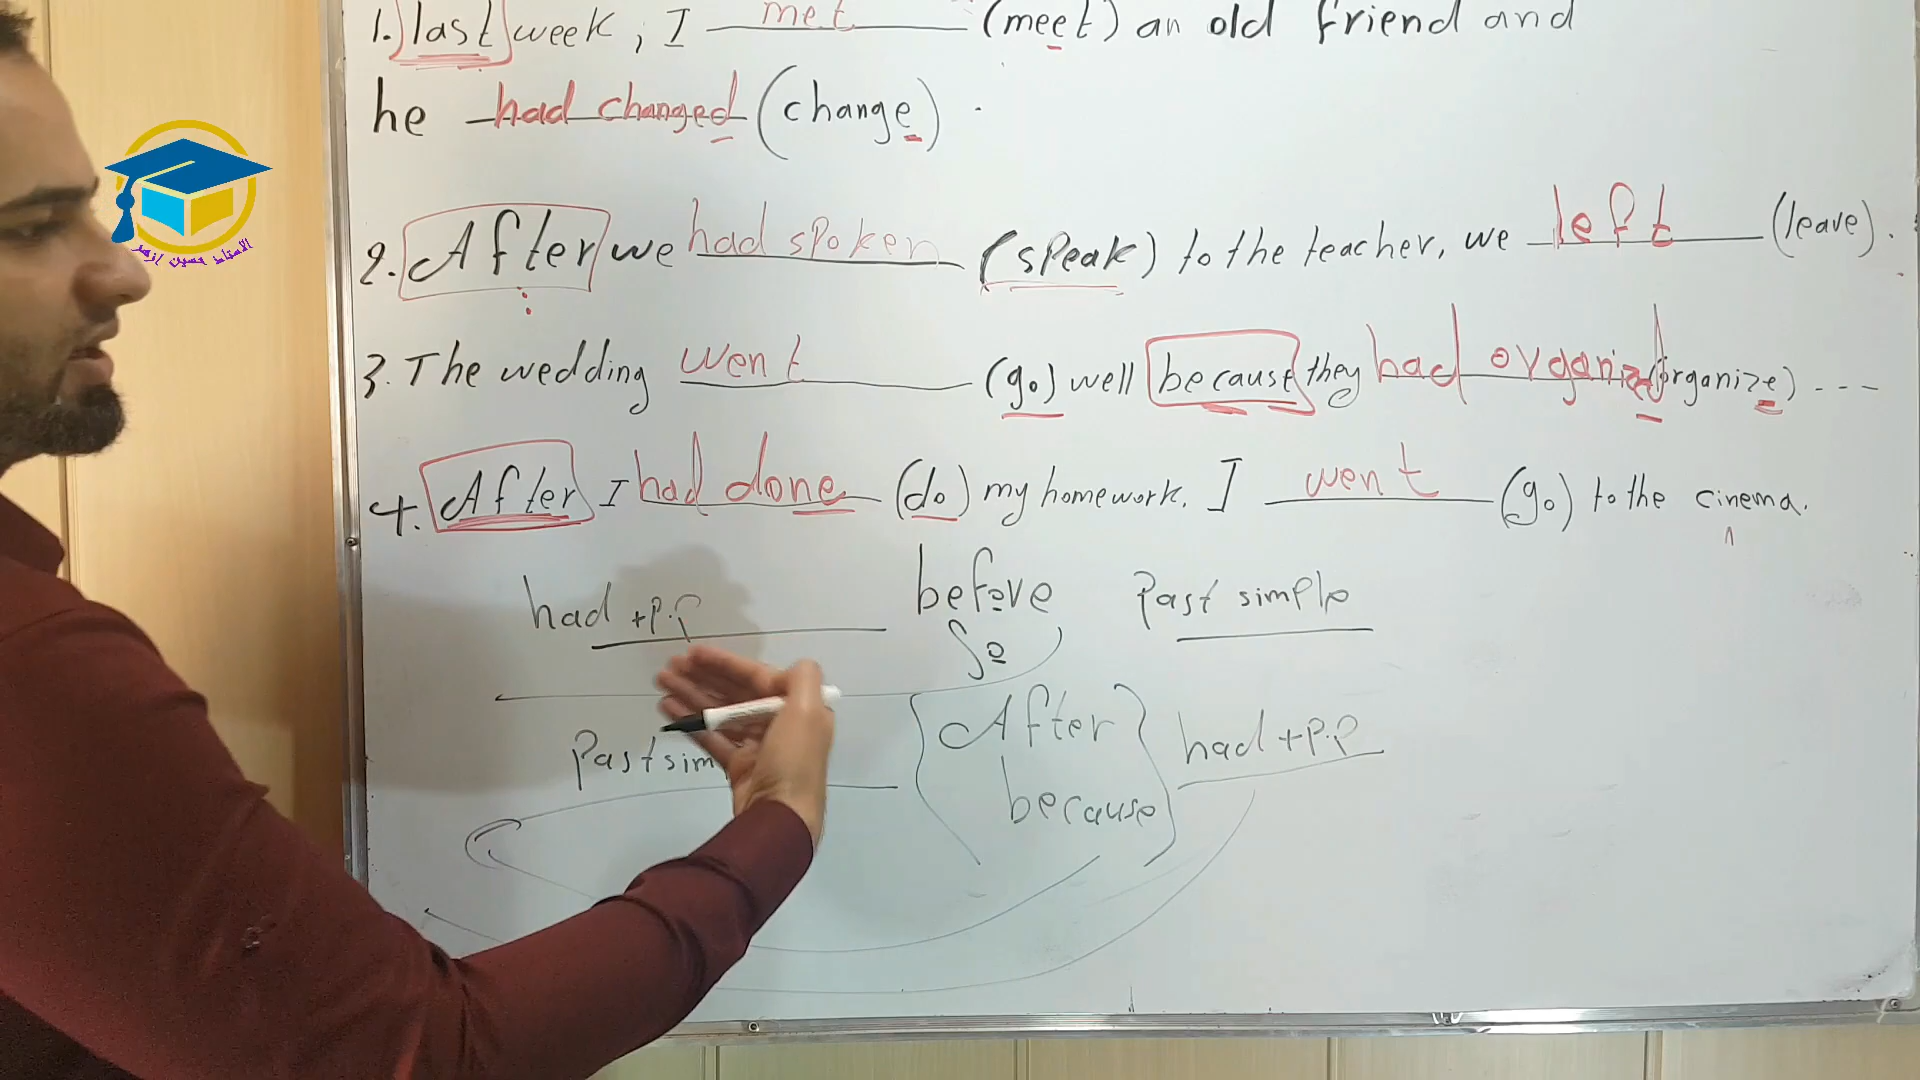 1. last week, I met (meet) an old friend and
he had changed (change).
2. After we had spoken (speak) to the teacher, we left (leave).
3. The wedding went (go) well because they had organized (organize) ---
4. After I had done (do) my homework. I went (go) to the cinema.
had + P.P before Past simple
So
Past sim After had + P.P
because
الاستاذ حسين